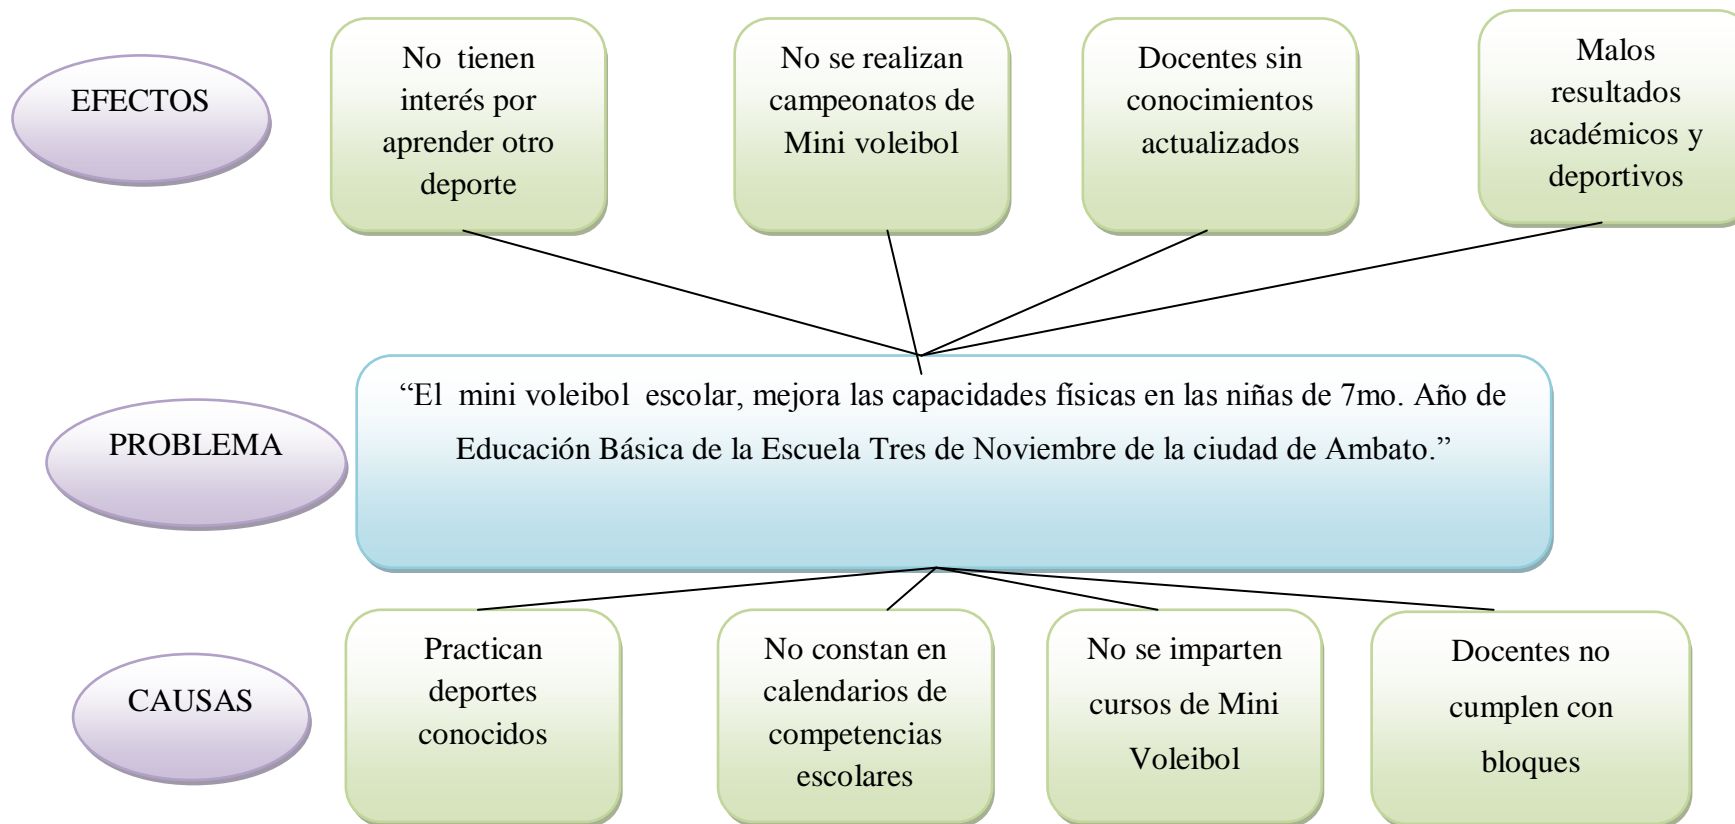 EFECTOS
No tienen
interés por
aprender otro
deporte
No se realizan
campeonatos de
Mini voleibol
Docentes sin
conocimientos
actualizados
Malos
resultados
académicos y
deportivos
PROBLEMA
“El mini voleibol escolar, mejora las capacidades físicas en las niñas de 7mo. Año de
Educación Básica de la Escuela Tres de Noviembre de la ciudad de Ambato.”
CAUSAS
Practican
deportes
conocidos
No constan en
calendarios de
competencias
escolares
No se imparten
cursos de Mini
Voleibol
Docentes no
cumplen con
bloques